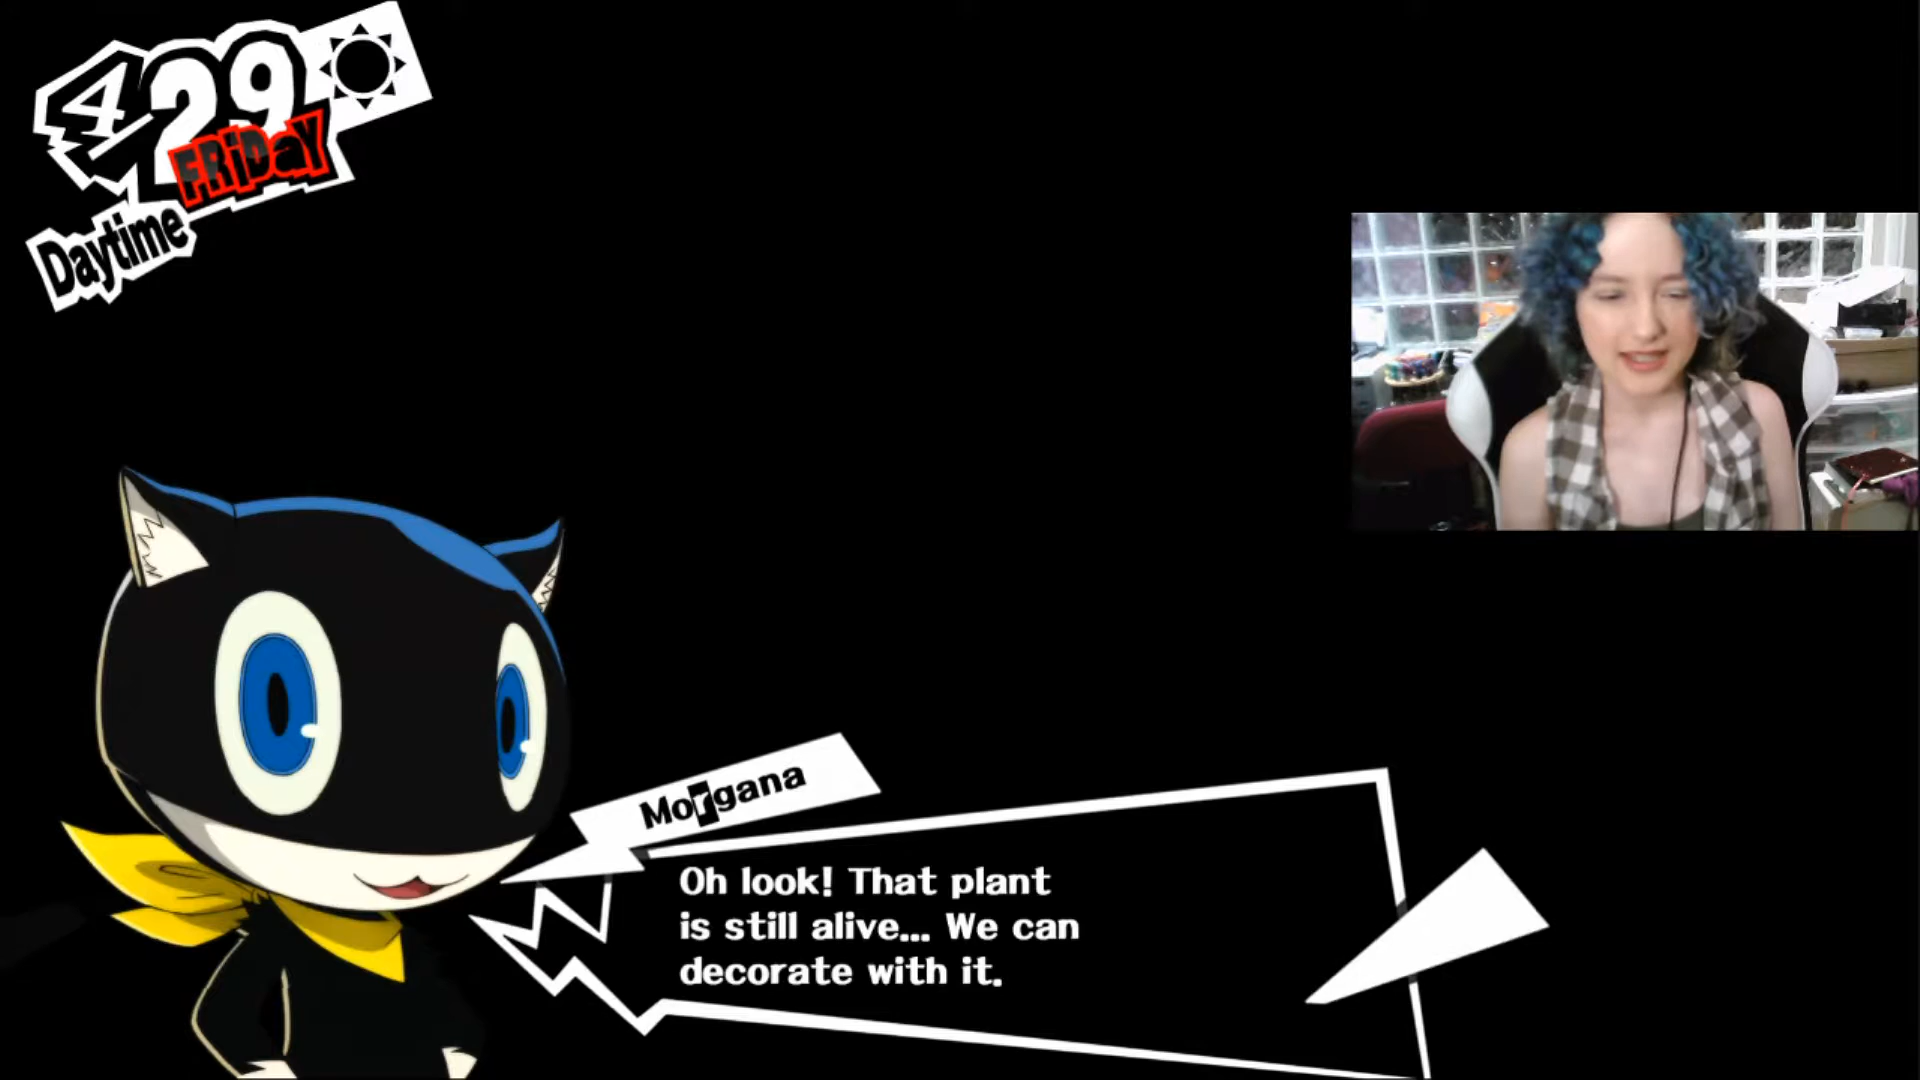 4/29
FRiDaY
Daytime
Morgana
Oh look! That plant
is still alive... We can
decorate with it.